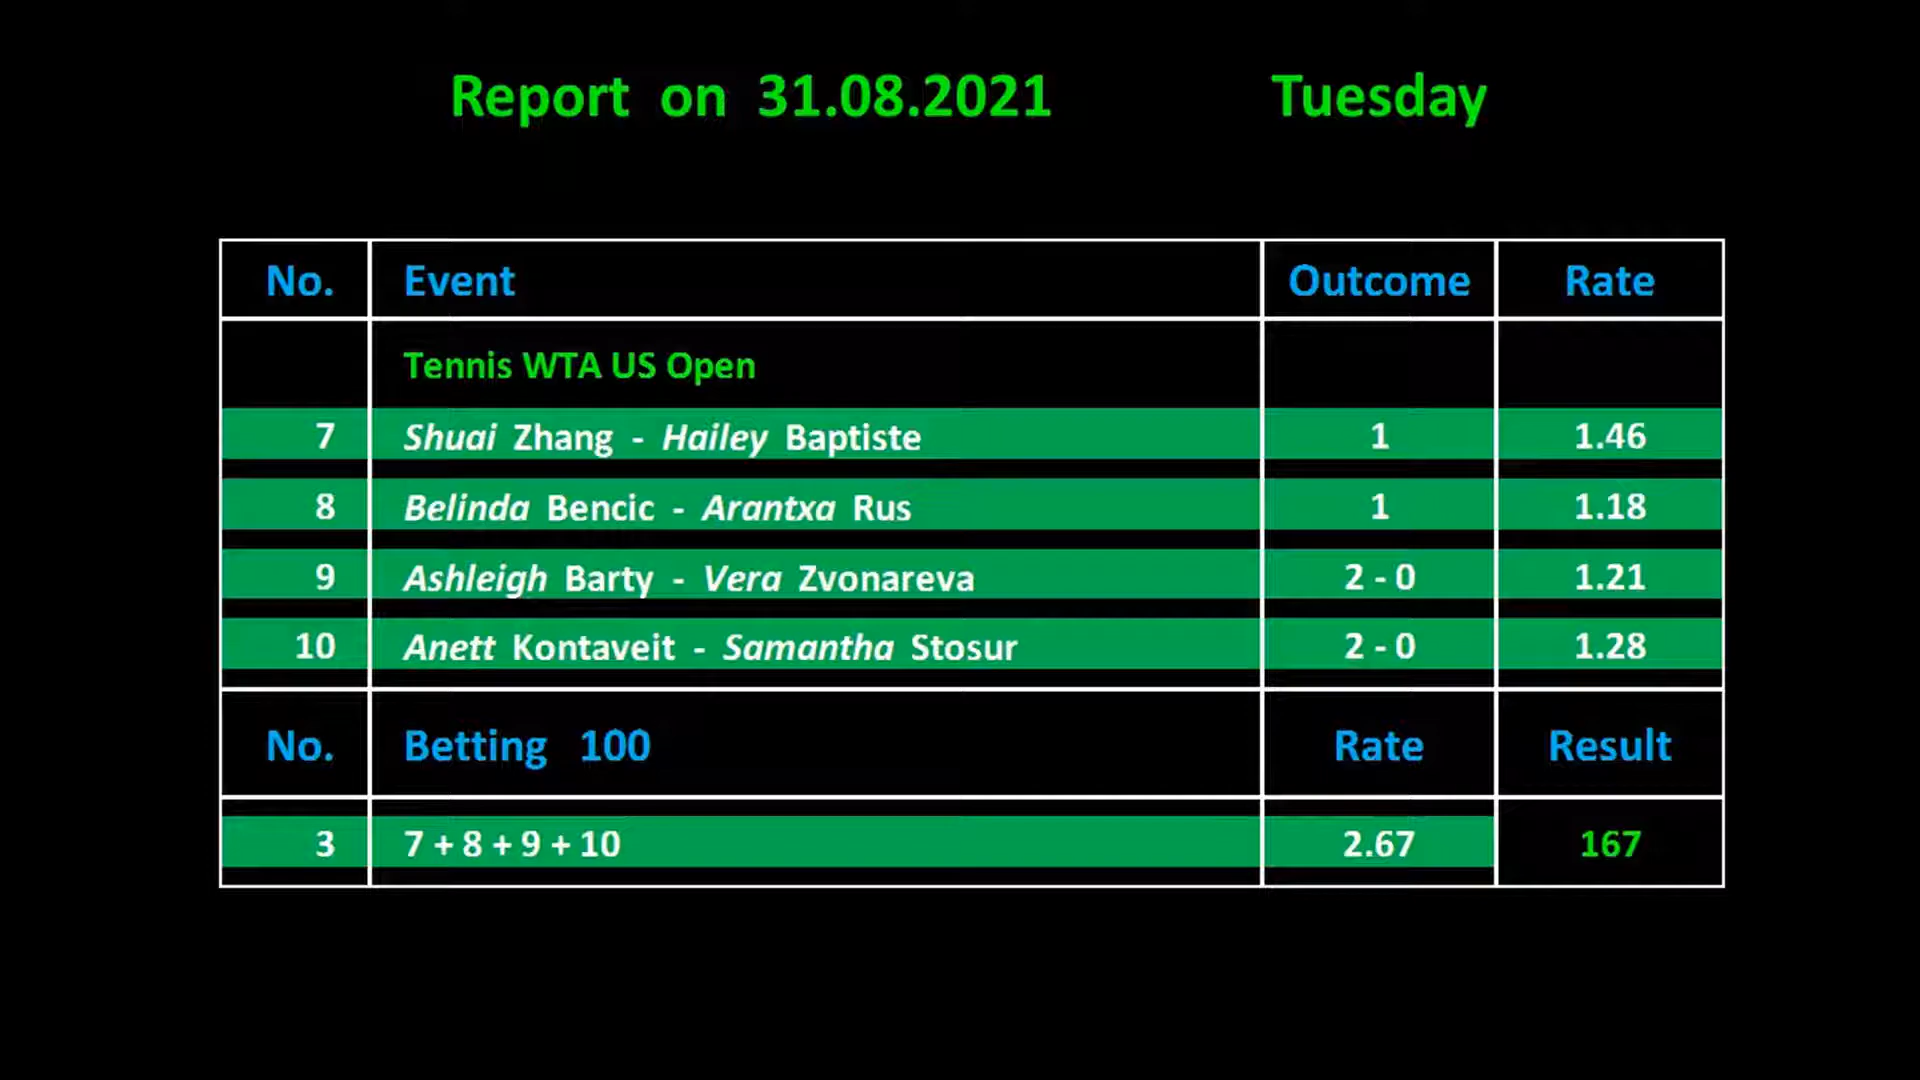 Report on 31.08.2021 Tuesday
No. Event Outcome Rate
Tennis WTA US Open
7 Shuai Zhang - Hailey Baptiste 1 1.46
8 Belinda Bencic - Arantxa Rus 1 1.18
9 Ashleigh Barty - Vera Zvonareva 2 - 0 1.21
10 Anett Kontaveit - Samantha Stosur 2 - 0 1.28
No. Betting 100 Rate Result
3 7 + 8 + 9 + 10 2.67 167